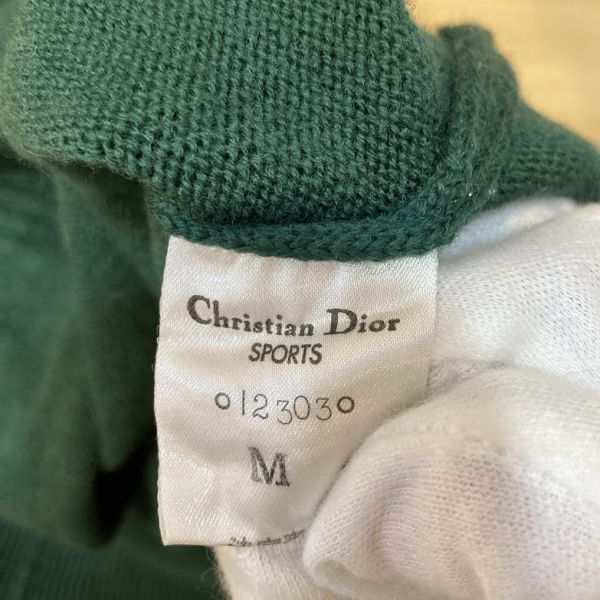 Christian Dior
SPORTS
0123030
M